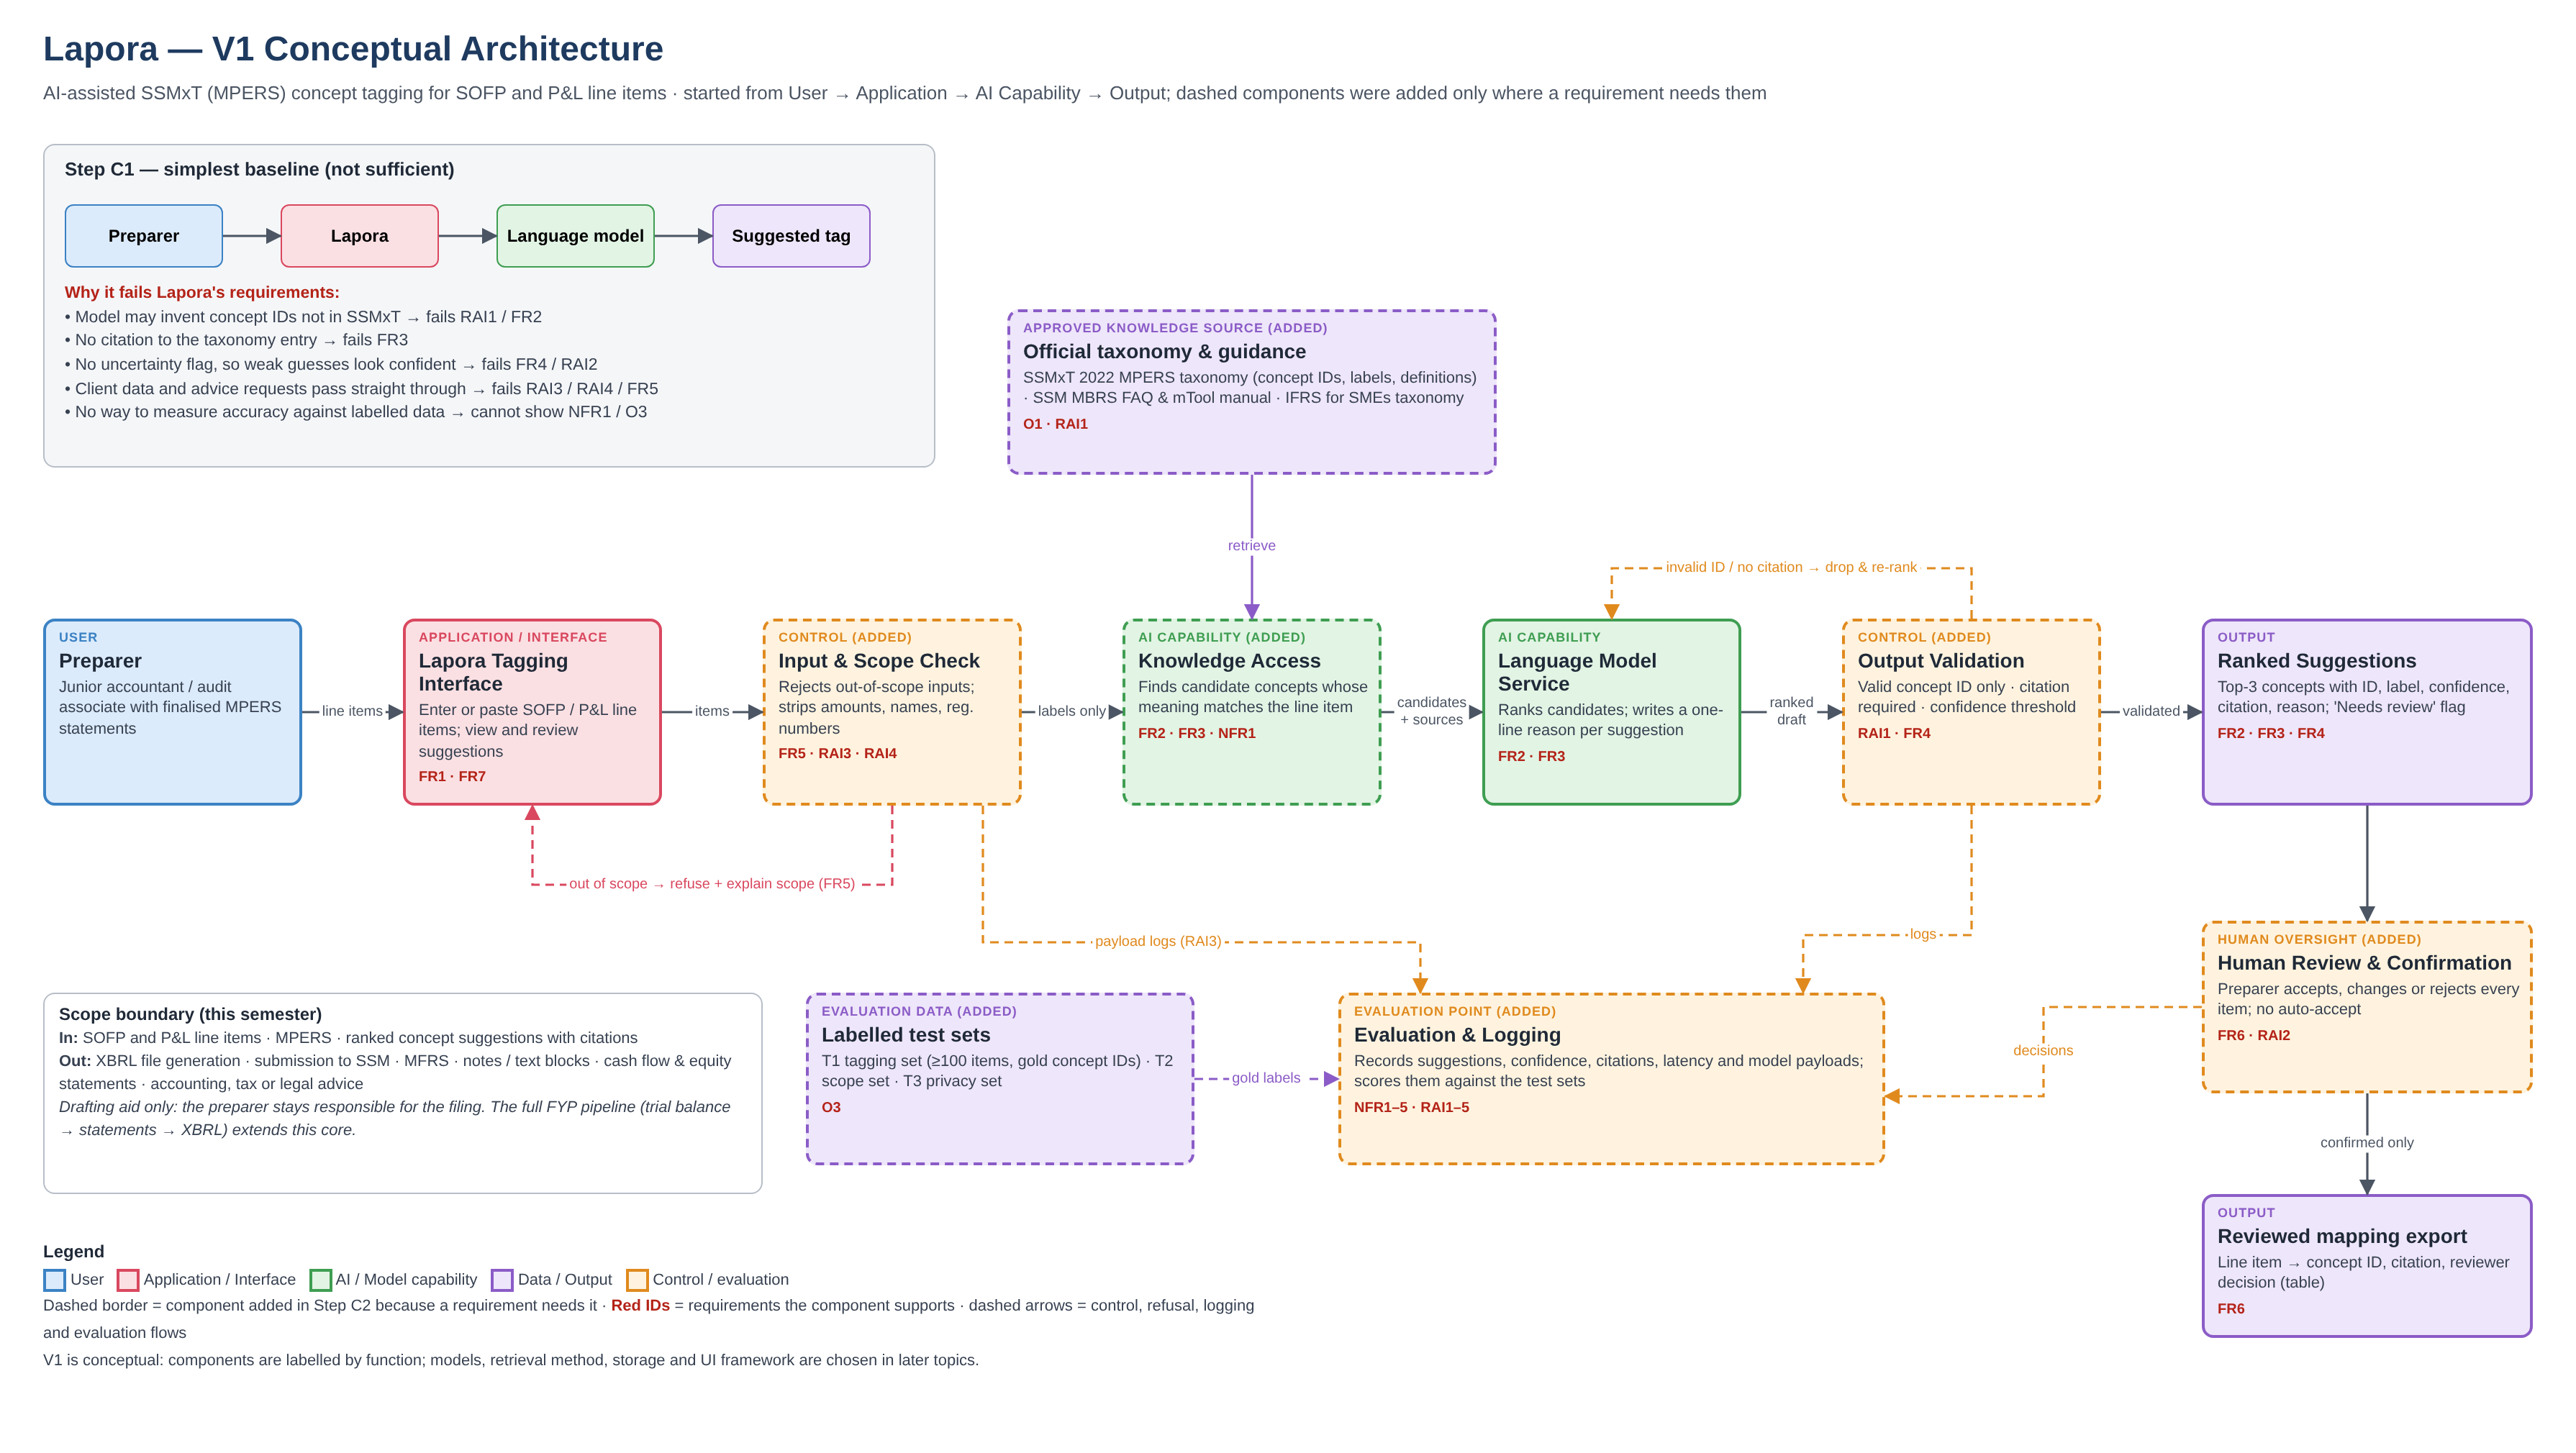 Lapora — V1 Conceptual Architecture
AI-assisted SSMxT (MPERS) concept tagging for SOFP and P&L line items · started from User → Application → AI Capability → Output; dashed components were added only where a requirement needs them
Step C1 — simplest baseline (not sufficient)
Preparer
Lapora
Language model
Suggested tag
Why it fails Lapora's requirements:
• Model may invent concept IDs not in SSMxT → fails RAI1 / FR2
• No citation to the taxonomy entry → fails FR3
• No uncertainty flag, so weak guesses look confident → fails FR4 / RAI2
• Client data and advice requests pass straight through → fails RAI3 / RAI4 / FR5
• No way to measure accuracy against labelled data → cannot show NFR1 / O3
APPROVED KNOWLEDGE SOURCE (ADDED)
Official taxonomy & guidance
SSMxT 2022 MPERS taxonomy (concept IDs, labels, definitions)
· SSM MBRS FAQ & mTool manual · IFRS for SMEs taxonomy
O1 · RAI1
retrieve
invalid ID / no citation → drop & re-rank
USER
Preparer
Junior accountant / audit
associate with finalised MPERS
statements
line items
APPLICATION / INTERFACE
Lapora Tagging
Interface
Enter or paste SOFP / P&L line
items; view and review
suggestions
FR1 · FR7
items
CONTROL (ADDED)
Input & Scope Check
Rejects out-of-scope inputs;
strips amounts, names, reg.
numbers
FR5 · RAI3 · RAI4
labels only
AI CAPABILITY (ADDED)
Knowledge Access
Finds candidate concepts whose
meaning matches the line item
FR2 · FR3 · NFR1
candidates
+ sources
AI CAPABILITY
Language Model
Service
Ranks candidates; writes a one-
line reason per suggestion
FR2 · FR3
ranked
draft
CONTROL (ADDED)
Output Validation
Valid concept ID only · citation
required · confidence threshold
RAI1 · FR4
validated
OUTPUT
Ranked Suggestions
Top-3 concepts with ID, label, confidence,
citation, reason; 'Needs review' flag
FR2 · FR3 · FR4
out of scope → refuse + explain scope (FR5)
payload logs (RAI3)
logs
HUMAN OVERSIGHT (ADDED)
Human Review & Confirmation
Preparer accepts, changes or rejects every
item; no auto-accept
FR6 · RAI2
decisions
Scope boundary (this semester)
In: SOFP and P&L line items · MPERS · ranked concept suggestions with citations
Out: XBRL file generation · submission to SSM · MFRS · notes / text blocks · cash flow & equity
statements · accounting, tax or legal advice
Drafting aid only: the preparer stays responsible for the filing. The full FYP pipeline (trial balance
→ statements → XBRL) extends this core.
EVALUATION DATA (ADDED)
Labelled test sets
T1 tagging set (≥100 items, gold concept IDs) · T2
scope set · T3 privacy set
O3
gold labels
EVALUATION POINT (ADDED)
Evaluation & Logging
Records suggestions, confidence, citations, latency and model payloads;
scores them against the test sets
NFR1–5 · RAI1–5
confirmed only
OUTPUT
Reviewed mapping export
Line item → concept ID, citation, reviewer
decision (table)
FR6
Legend
User
Application / Interface
AI / Model capability
Data / Output
Control / evaluation
Dashed border = component added in Step C2 because a requirement needs it · Red IDs = requirements the component supports · dashed arrows = control, refusal, logging
and evaluation flows
V1 is conceptual: components are labelled by function; models, retrieval method, storage and UI framework are chosen in later topics.